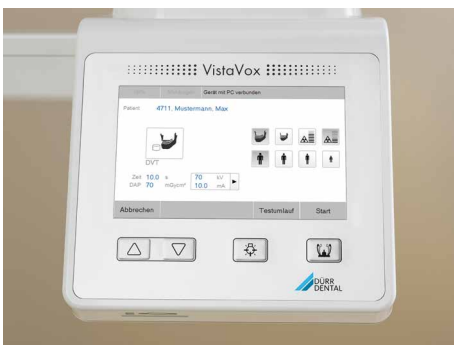 VistaVox
Gerät mit PC verbunden
Patient 4711, Mustermann, Max
DVT
Zeit 10.0 s 70 kV
DAP 70 mGycm² 10.0 mA
Abbrechen Testumlauf Start
DÜRR
DENTAL